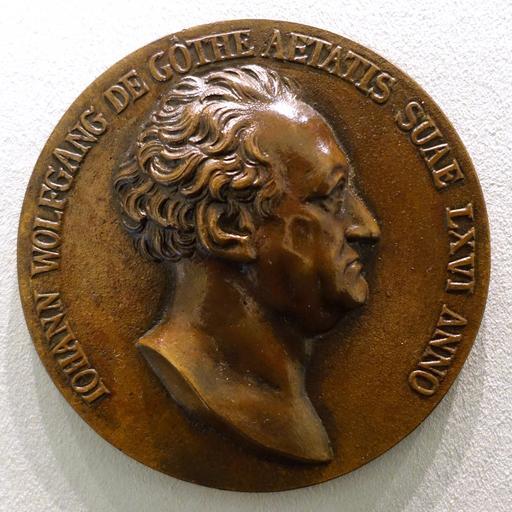 IOHANN WOLFGANG DE GÖTHE AETATIS SUAE LXVI ANNO